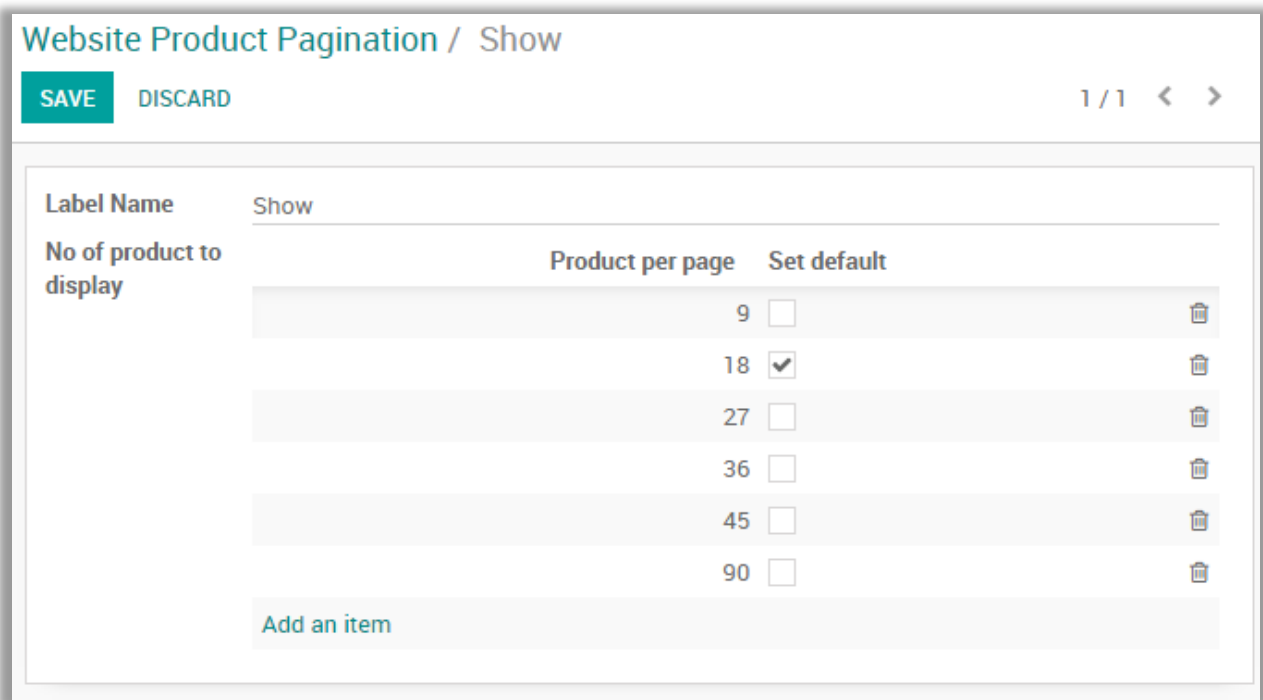 Website Product Pagination / Show
SAVE DISCARD 1 / 1
Label Name Show
No of product to display
Product per page Set default
9
18
27
36
45
90
Add an item